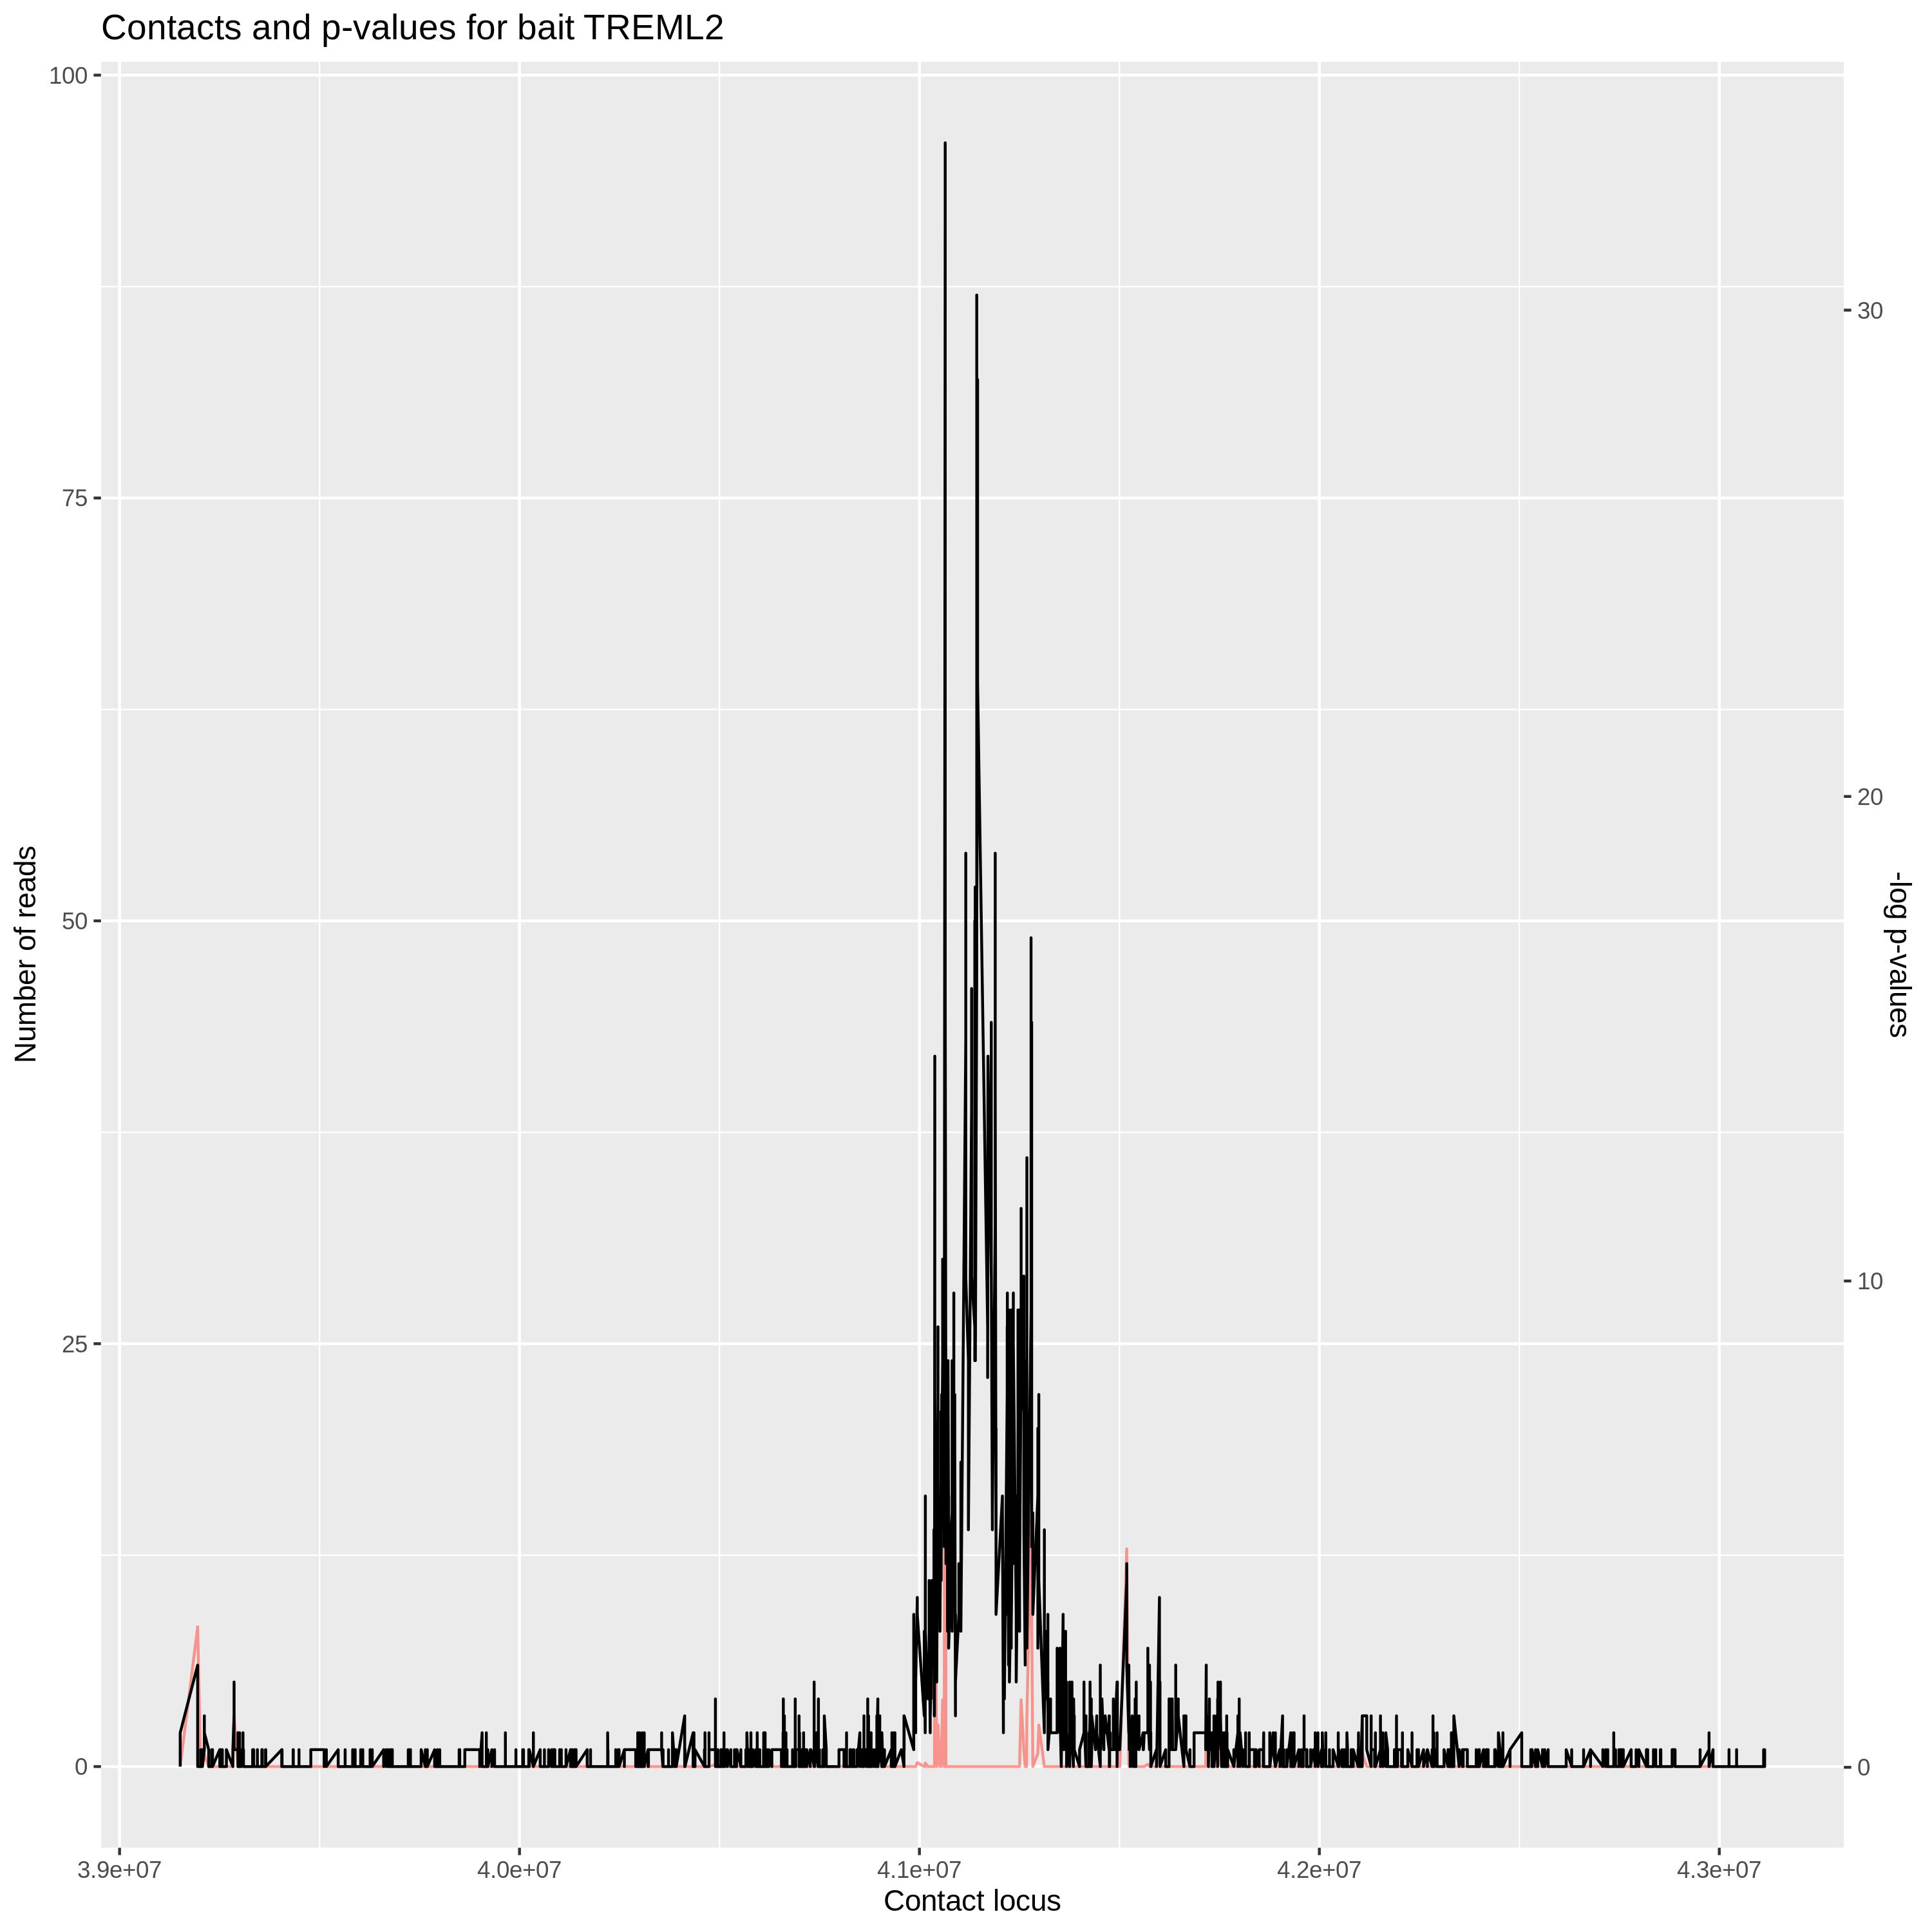 Contacts and p-values for bait TREML2
100
75
50
25
0
Number of reads
30
20
10
0
-log p-values
3.9e+07
4.0e+07
4.1e+07
4.2e+07
4.3e+07
Contact locus